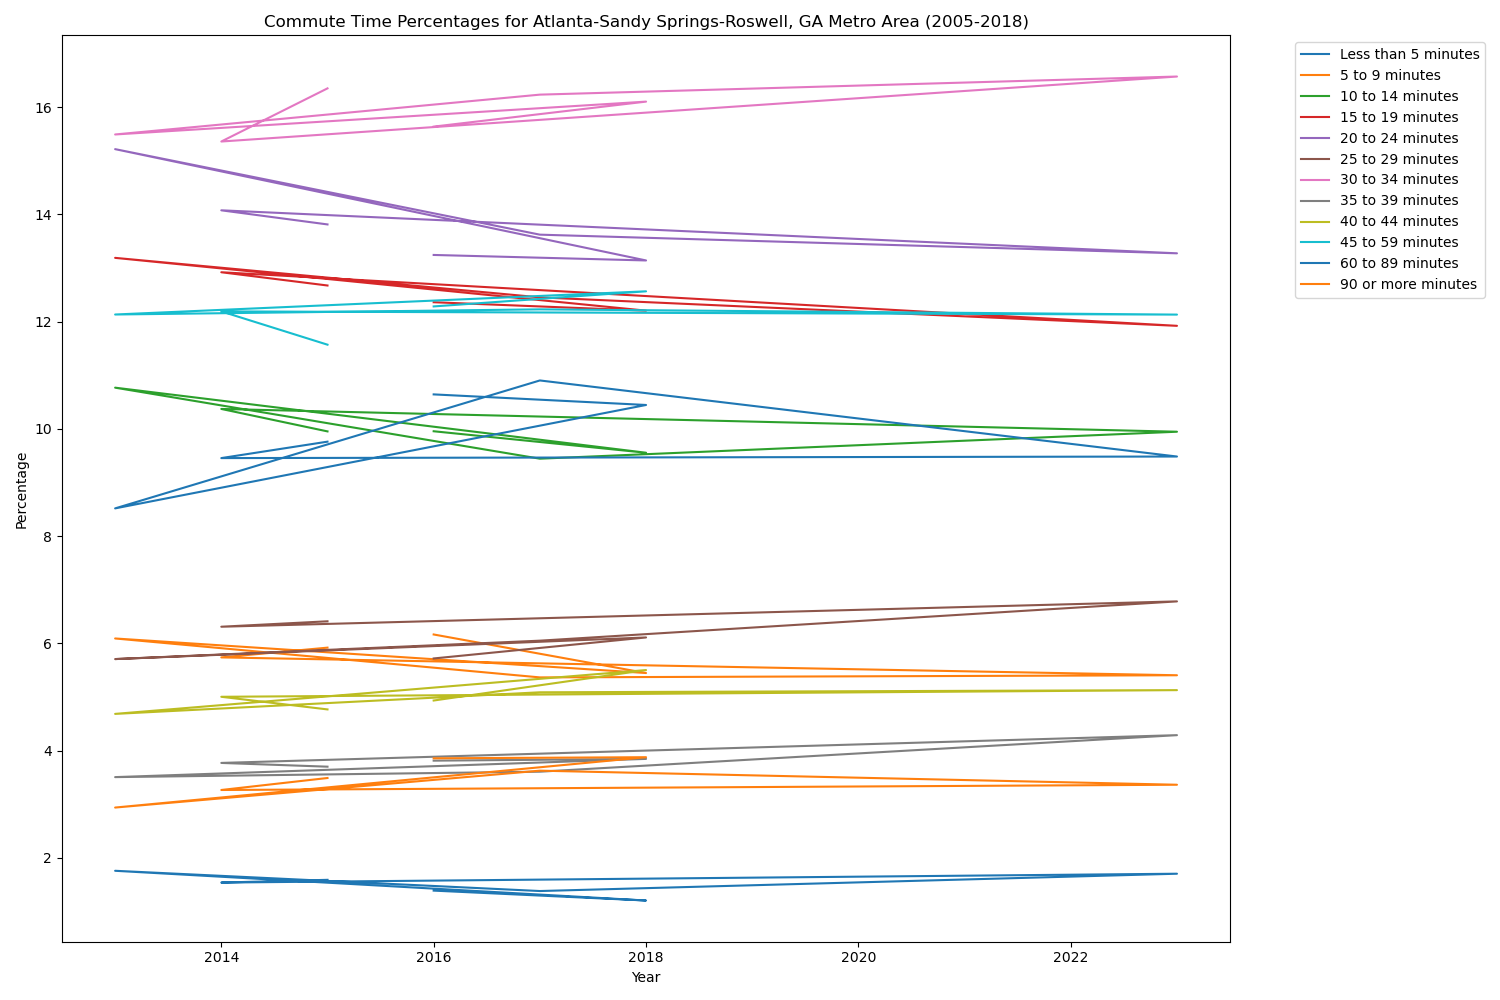 Commute Time Percentages for Atlanta-Sandy Springs-Roswell, GA Metro Area (2005-2018)
Less than 5 minutes
5 to 9 minutes
10 to 14 minutes
15 to 19 minutes
20 to 24 minutes
25 to 29 minutes
30 to 34 minutes
35 to 39 minutes
40 to 44 minutes
45 to 59 minutes
60 to 89 minutes
90 or more minutes
Percentage
16
14
12
10
8
6
4
2
2014
2016
2018
2020
2022
Year